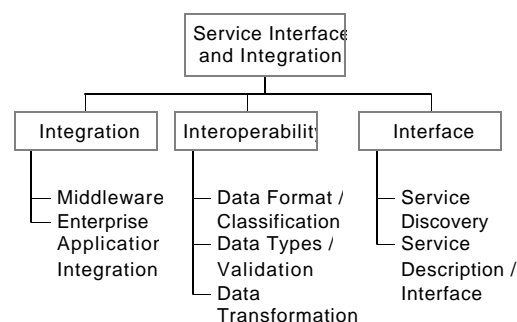 Service Interface
and Integration
Integration
Interoperability
Interface
Middleware
Enterprise
Application
Integration
Data Format /
Classification
Data Types /
Validation
Data
Transformation
Service
Discovery
Service
Description /
Interface